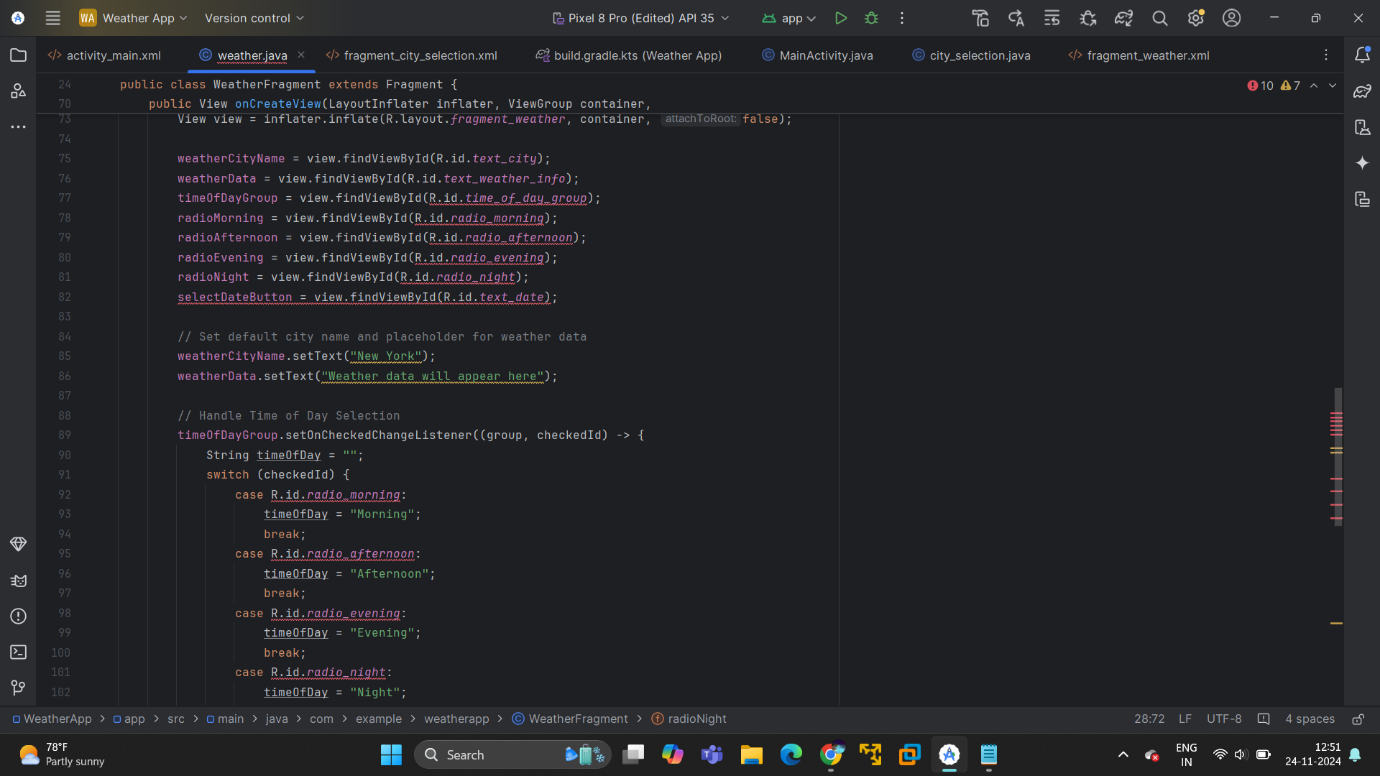 WA Weather App Version control Pixel 8 Pro (Edited) API 35 app
activity_main.xml weather.java fragment_city_selection.xml build.gradle.kts (Weather App) MainActivity.java city_selection.java fragment_weather.xml
24 public class WeatherFragment extends Fragment { 10 7
70 public View onCreateView(LayoutInflater inflater, ViewGroup container,
73 View view = inflater.inflate(R.layout.fragment_weather, container, attachToRoot: false);
74
75 weatherCityName = view.findViewById(R.id.text_city);
76 weatherData = view.findViewById(R.id.text_weather_info);
77 timeOfDayGroup = view.findViewById(R.id.time_of_day_group);
78 radioMorning = view.findViewById(R.id.radio_morning);
79 radioAfternoon = view.findViewById(R.id.radio_afternoon);
80 radioEvening = view.findViewById(R.id.radio_evening);
81 radioNight = view.findViewById(R.id.radio_night);
82 selectDateButton = view.findViewById(R.id.text_date);
83
84 // Set default city name and placeholder for weather data
85 weatherCityName.setText("New York");
86 weatherData.setText("Weather data will appear here");
87
88 // Handle Time of Day Selection
89 timeOfDayGroup.setOnCheckedChangeListener((group, checkedId) -> {
90 String timeOfDay = "";
91 switch (checkedId) {
92 case R.id.radio_morning:
93 timeOfDay = "Morning";
94 break;
95 case R.id.radio_afternoon:
96 timeOfDay = "Afternoon";
97 break;
98 case R.id.radio_evening:
99 timeOfDay = "Evening";
100 break;
101 case R.id.radio_night:
102 timeOfDay = "Night";
WeatherApp > app > src > main > java > com > example > weatherapp > WeatherFragment > radioNight 28:72 LF UTF-8 4 spaces
78°F
Partly sunny
Search
ENG
IN
12:51
24-11-2024